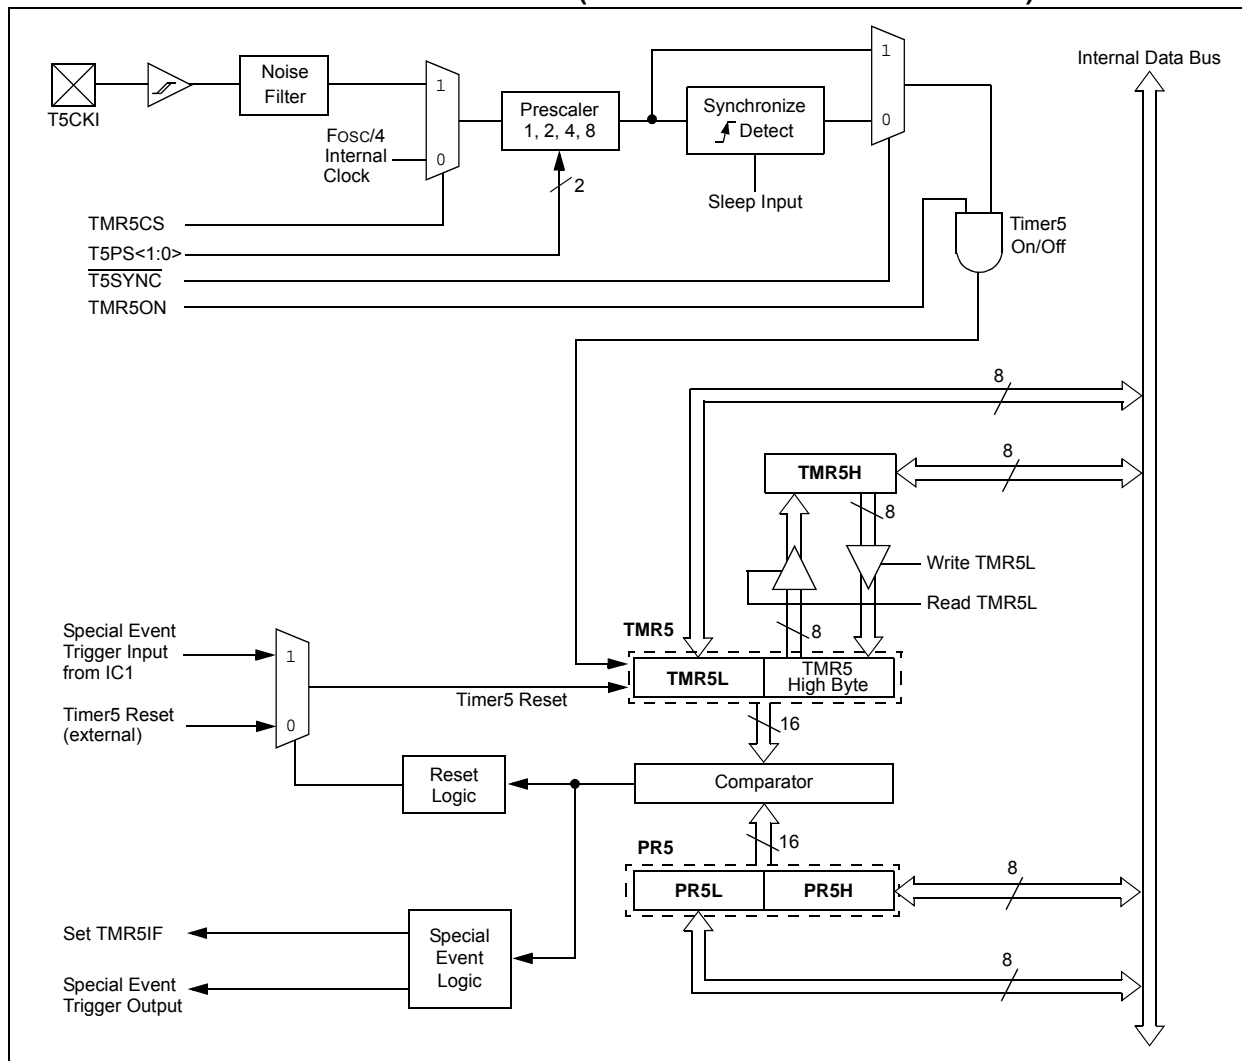 Internal Data Bus
T5CKI
Noise
Filter
1
0
FOSC/4
Internal
Clock
Prescaler
1, 2, 4, 8
2
Synchronize
Detect
Sleep Input
1
0
TMR5CS
T5PS<1:0>
T5SYNC
TMR5ON
Timer5
On/Off
8
TMR5H
8
8
Write TMR5L
Read TMR5L
8
TMR5
TMR5L
TMR5
High Byte
Special Event
Trigger Input
from IC1
1
0
Timer5 Reset
Timer5 Reset
(external)
16
Reset
Logic
Comparator
16
PR5
PR5L
PR5H
8
8
Set TMR5IF
Special
Event
Logic
Special Event
Trigger Output